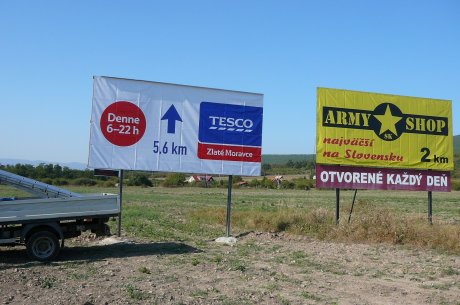 Denne
6-22h
5,6 km
TESCO
Zlaté Moravce
ARMY SHOP
SK
najväčší
na Slovensku
2 km
OTVORENÉ KAŽDÝ DEŇ